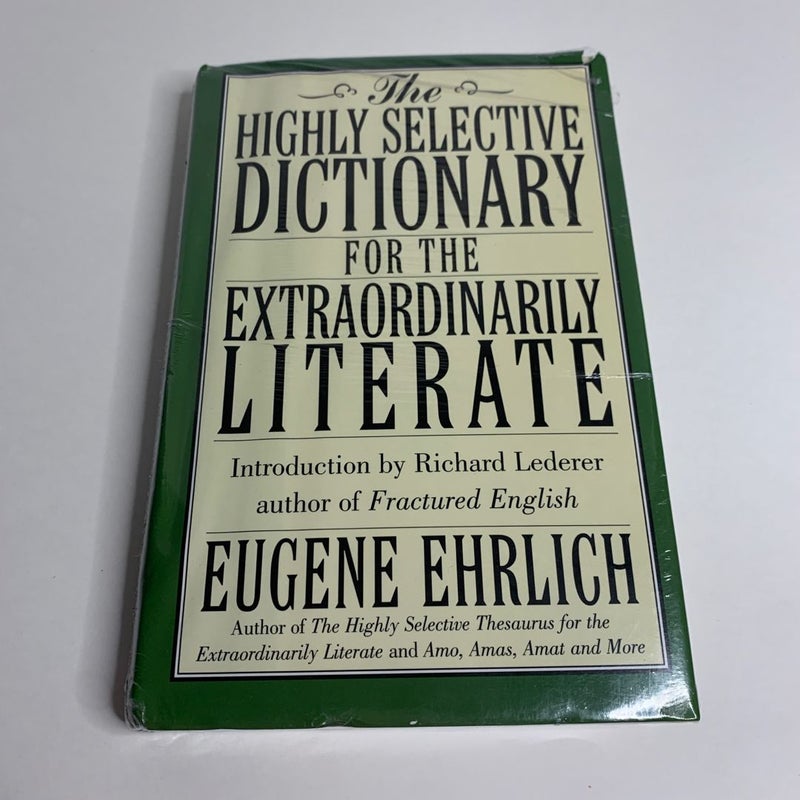 The
HIGHLY SELECTIVE
DICTIONARY
FOR THE
EXTRAORDINARILY
LITERATE
Introduction by Richard Lederer
author of Fractured English
EUGENE EHRLICH
Author of The Highly Selective Thesaurus for the
Extraordinarily Literate and Amo, Amas, Amat and More